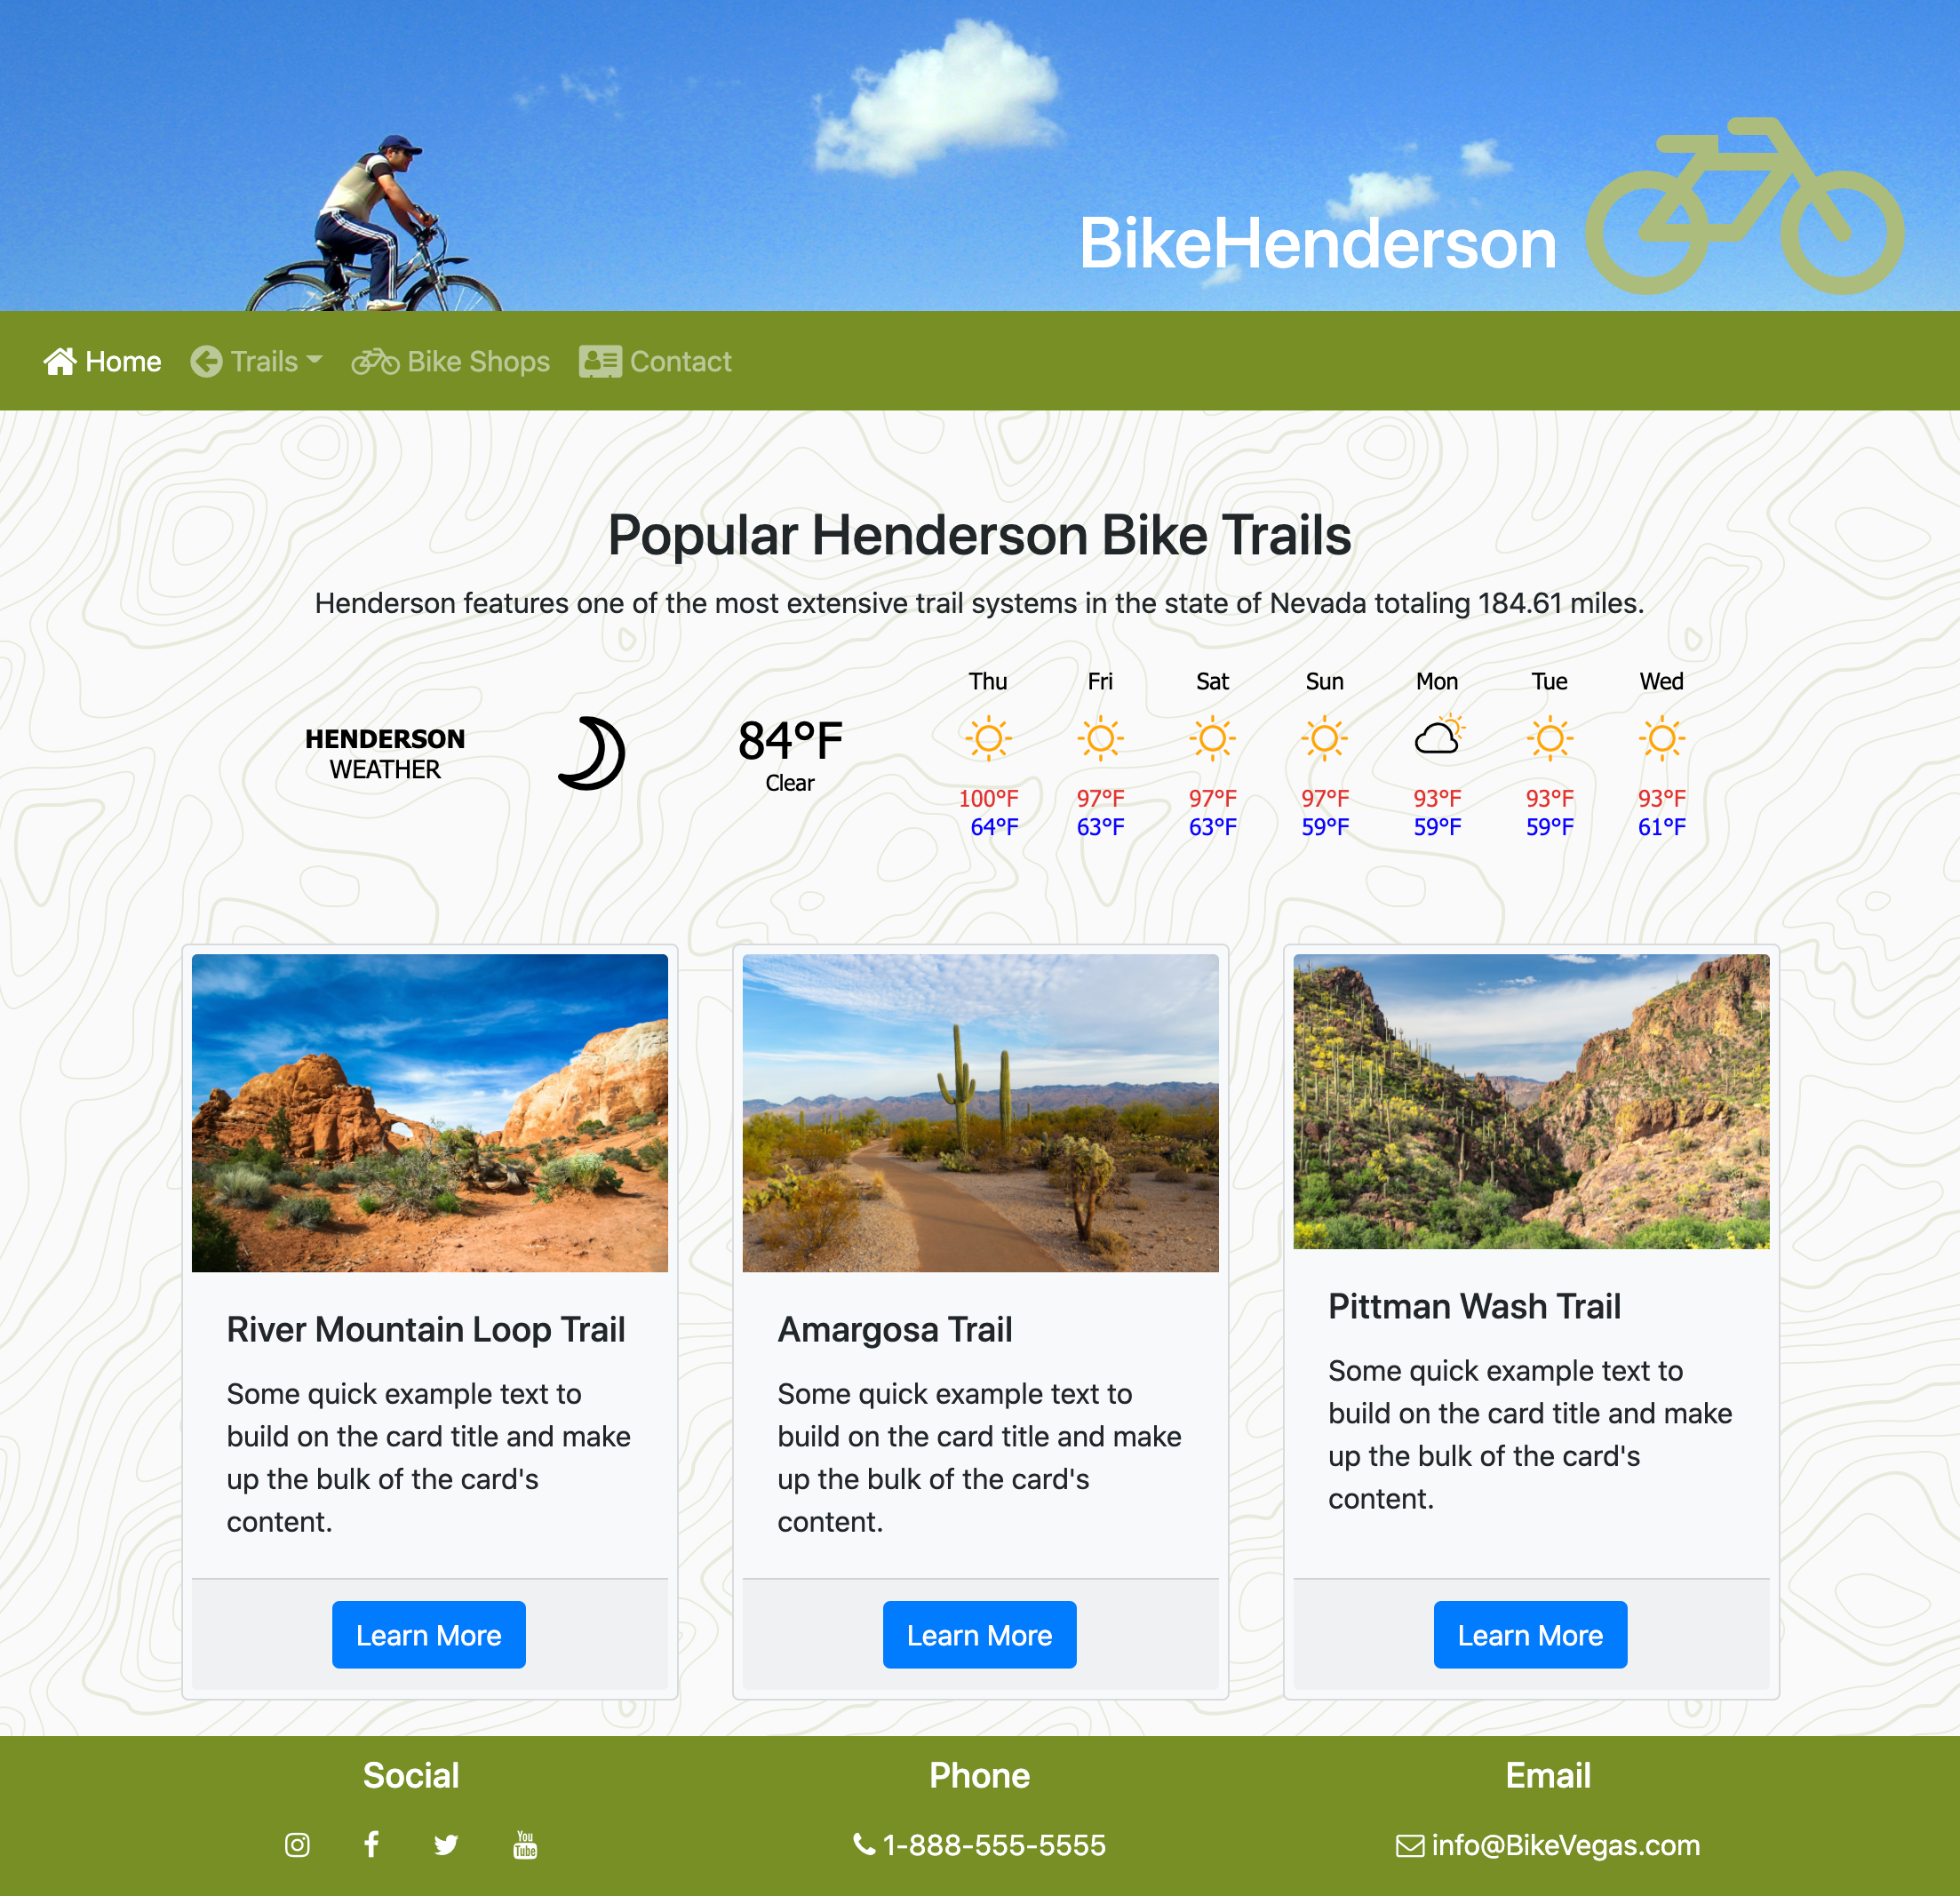 BikeHenderson
Home Trails Bike Shops Contact
Popular Henderson Bike Trails
Henderson features one of the most extensive trail systems in the state of Nevada totaling 184.61 miles.
HENDERSON
WEATHER
84°F
Clear
Thu Fri Sat Sun Mon Tue Wed
100°F 97°F 97°F 97°F 93°F 93°F 93°F
64°F 63°F 63°F 59°F 59°F 59°F 61°F
River Mountain Loop Trail
Some quick example text to
build on the card title and make
up the bulk of the card's
content.
Learn More
Amargosa Trail
Some quick example text to
build on the card title and make
up the bulk of the card's
content.
Learn More
Pittman Wash Trail
Some quick example text to
build on the card title and make
up the bulk of the card's
content.
Learn More
Social
You
Tube
Phone
1-888-555-5555
Email
info@BikeVegas.com